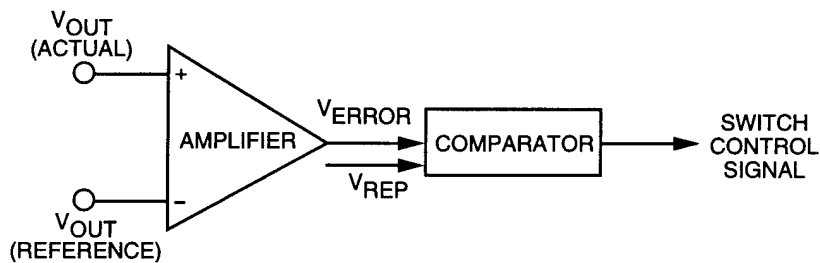 VOUT
(ACTUAL)
+
AMPLIFIER
−
VOUT
(REFERENCE)
VERROR
VREP
COMPARATOR
SWITCH
CONTROL
SIGNAL